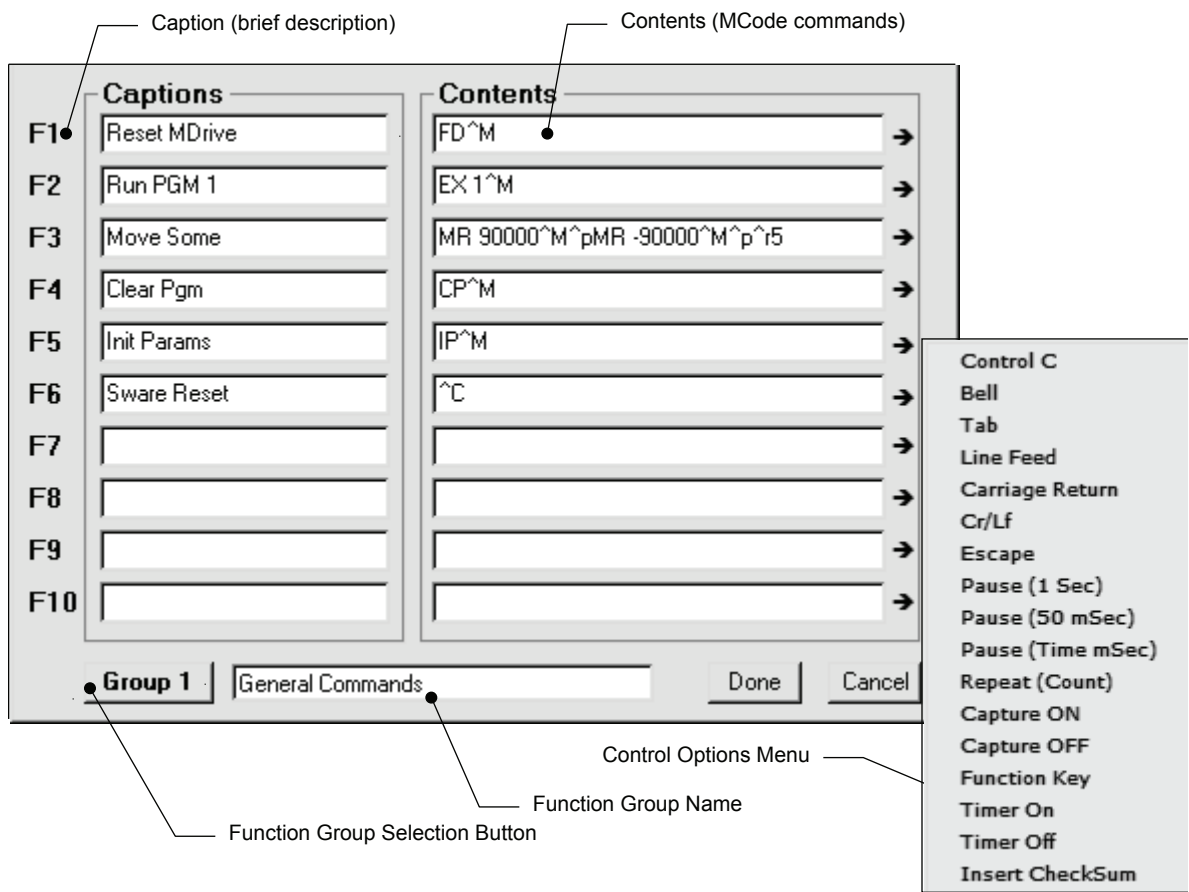 Caption (brief description)
Contents (MCode commands)
Captions
Contents
F1 Reset MDrive FD^M
F2 Run PGM 1 EX 1^M
F3 Move Some MR 90000^M^pMR -90000^M^p^r5
F4 Clear Pgm CP^M
F5 Init Params IP^M
F6 Sware Reset ^C
F7
F8
F9
F10
Group 1 General Commands Done Cancel
Control C
Bell
Tab
Line Feed
Carriage Return
Cr/Lf
Escape
Pause (1 Sec)
Pause (50 mSec)
Pause (Time mSec)
Repeat (Count)
Capture ON
Capture OFF
Function Key
Timer On
Timer Off
Insert CheckSum
Control Options Menu
Function Group Name
Function Group Selection Button